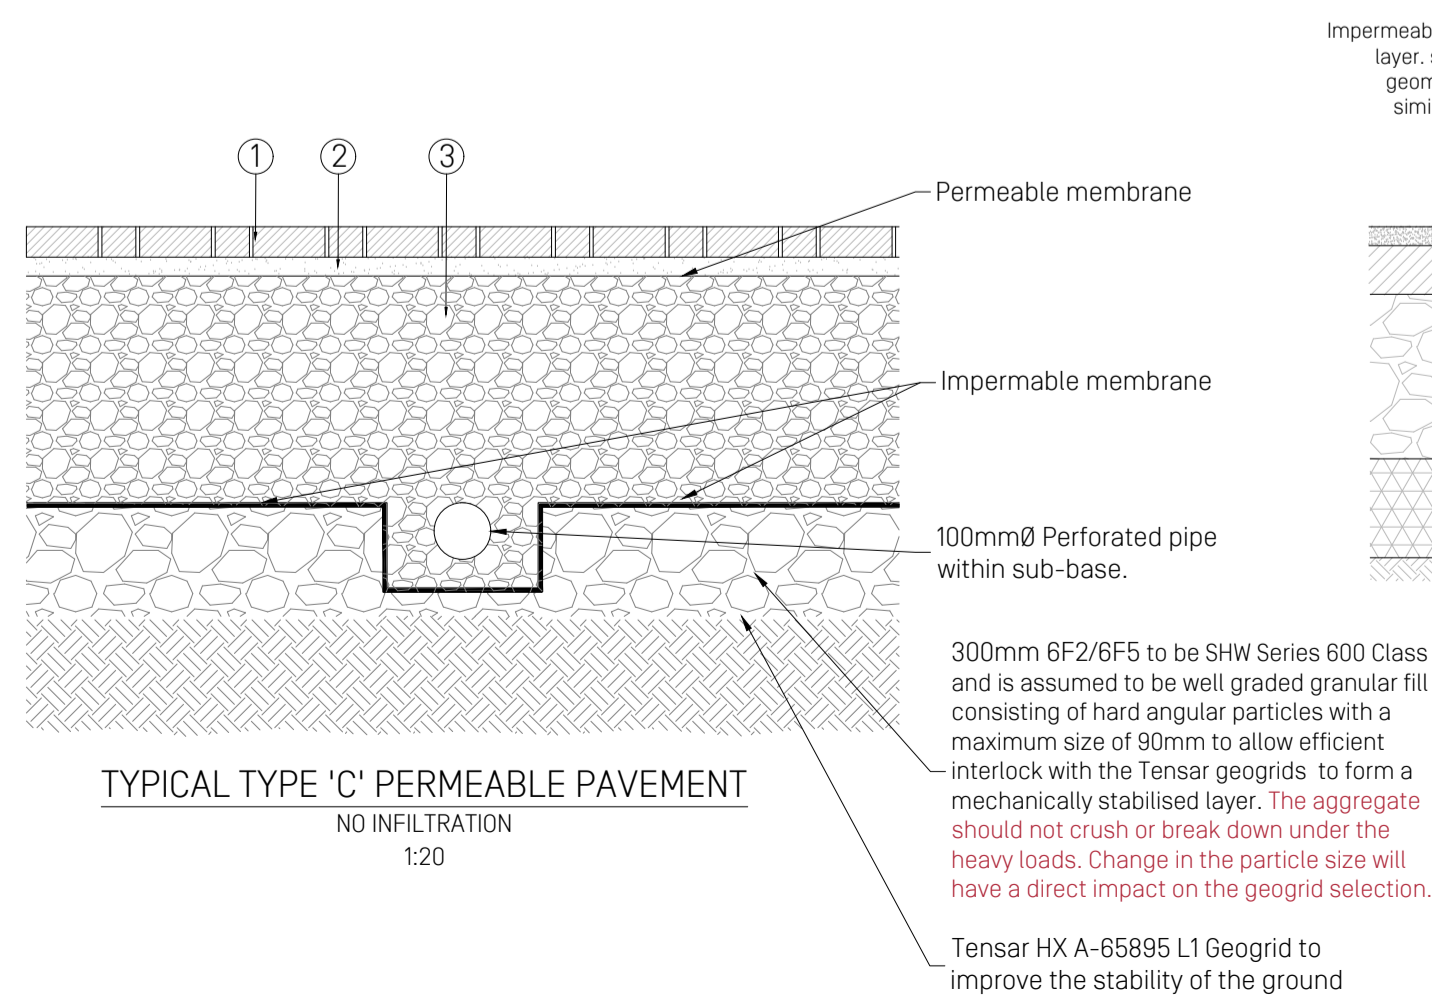 Impermeab
layer. s
geom
simi
1
2
3
Permeable membrane
Impermable membrane
100mmØ Perforated pipe
within sub-base.
300mm 6F2/6F5 to be SHW Series 600 Class
and is assumed to be well graded granular fill
consisting of hard angular particles with a
maximum size of 90mm to allow efficient
interlock with the Tensar geogrids to form a
mechanically stabilised layer. The aggregate
should not crush or break down under the
heavy loads. Change in the particle size will
have a direct impact on the geogrid selection.
Tensar HX A-65895 L1 Geogrid to
improve the stability of the ground
TYPICAL TYPE 'C' PERMEABLE PAVEMENT
NO INFILTRATION
1:20